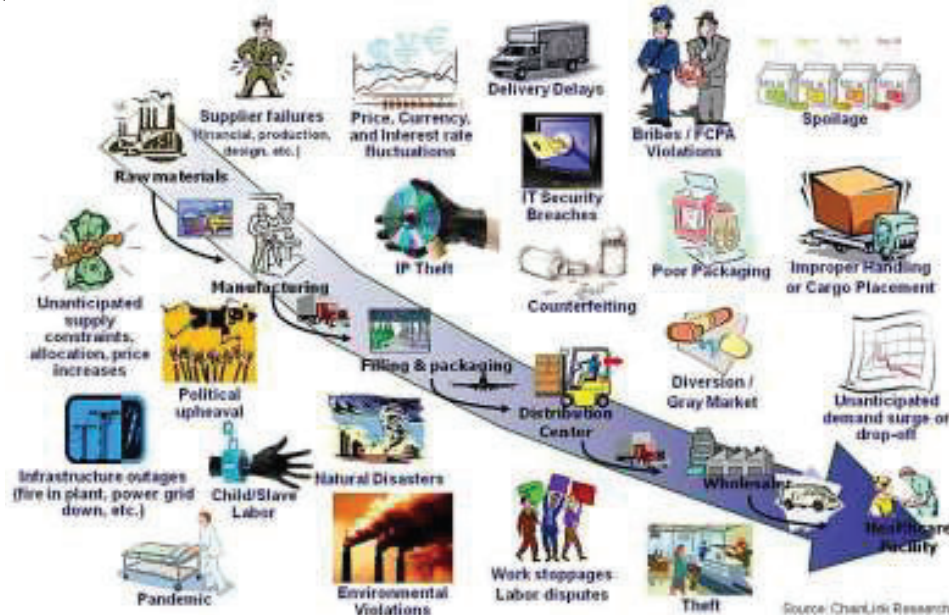 Supplier failures
(Financial, production,
design, etc.)
Price, Currency,
and Interest rate
fluctuations
Delivery Delays
Bribes / FCPA
Violations
Spoilage
Raw materials
IT Security
Breaches
IP Theft
Poor Packaging
Improper Handling
or Cargo Placement
Manufacturing
Counterfeiting
Unanticipated
supply
constraints,
allocation, price
increases
Political
upheaval
Filling & packaging
Diversion /
Gray Market
Unanticipated
demand surge or
drop-off
Distribution
Center
Infrastructure outages
(fire in plant, power grid
down, etc.)
Child/Slave
Labor
Natural Disasters
Wholesaler
Healthcare
Facility
Pandemic
Environmental
Violations
Work stoppages
Labor disputes
Theft
Source: ChainLink Research